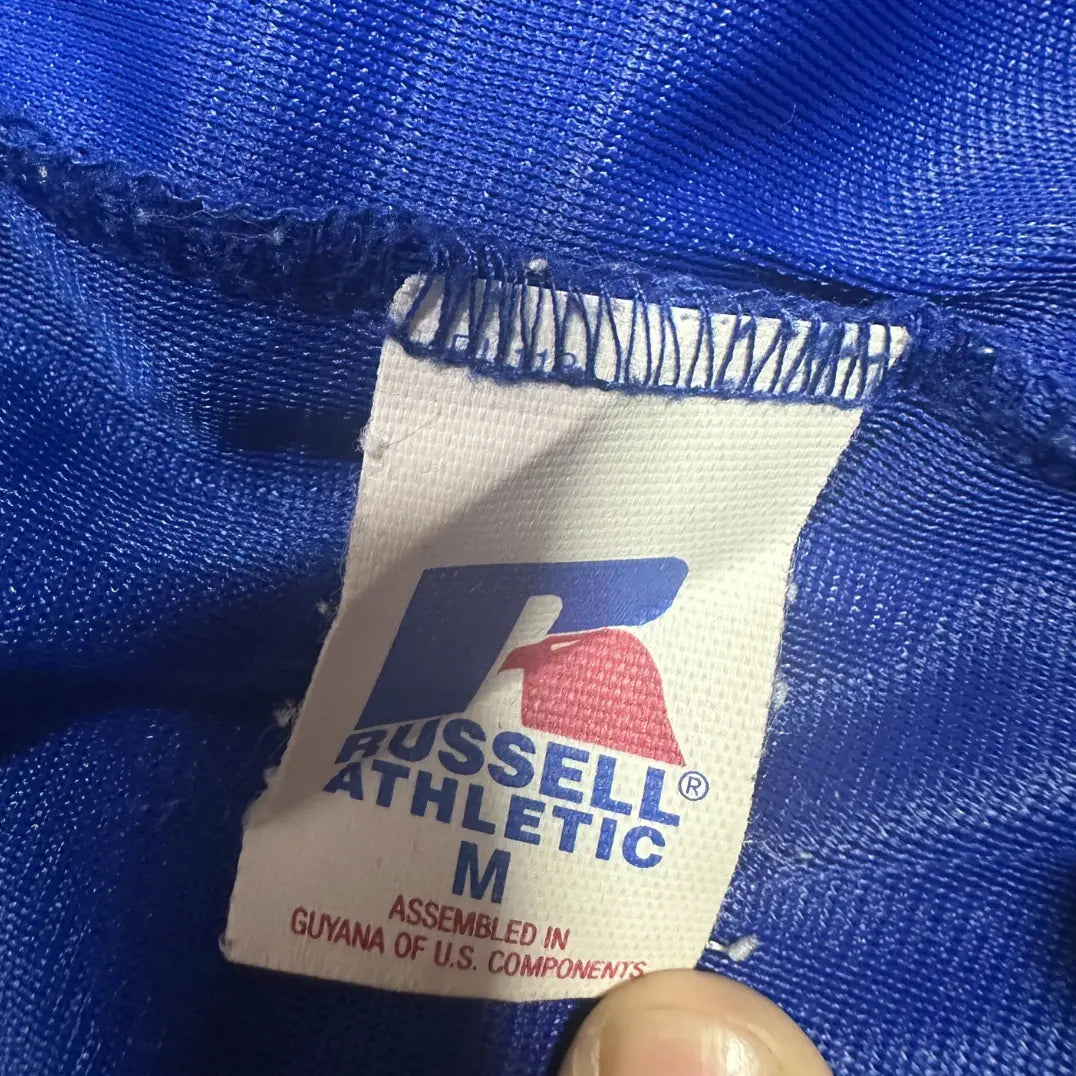 RUSSELL®
ATHLETIC
M
ASSEMBLED IN
GUYANA OF U.S. COMPONENTS